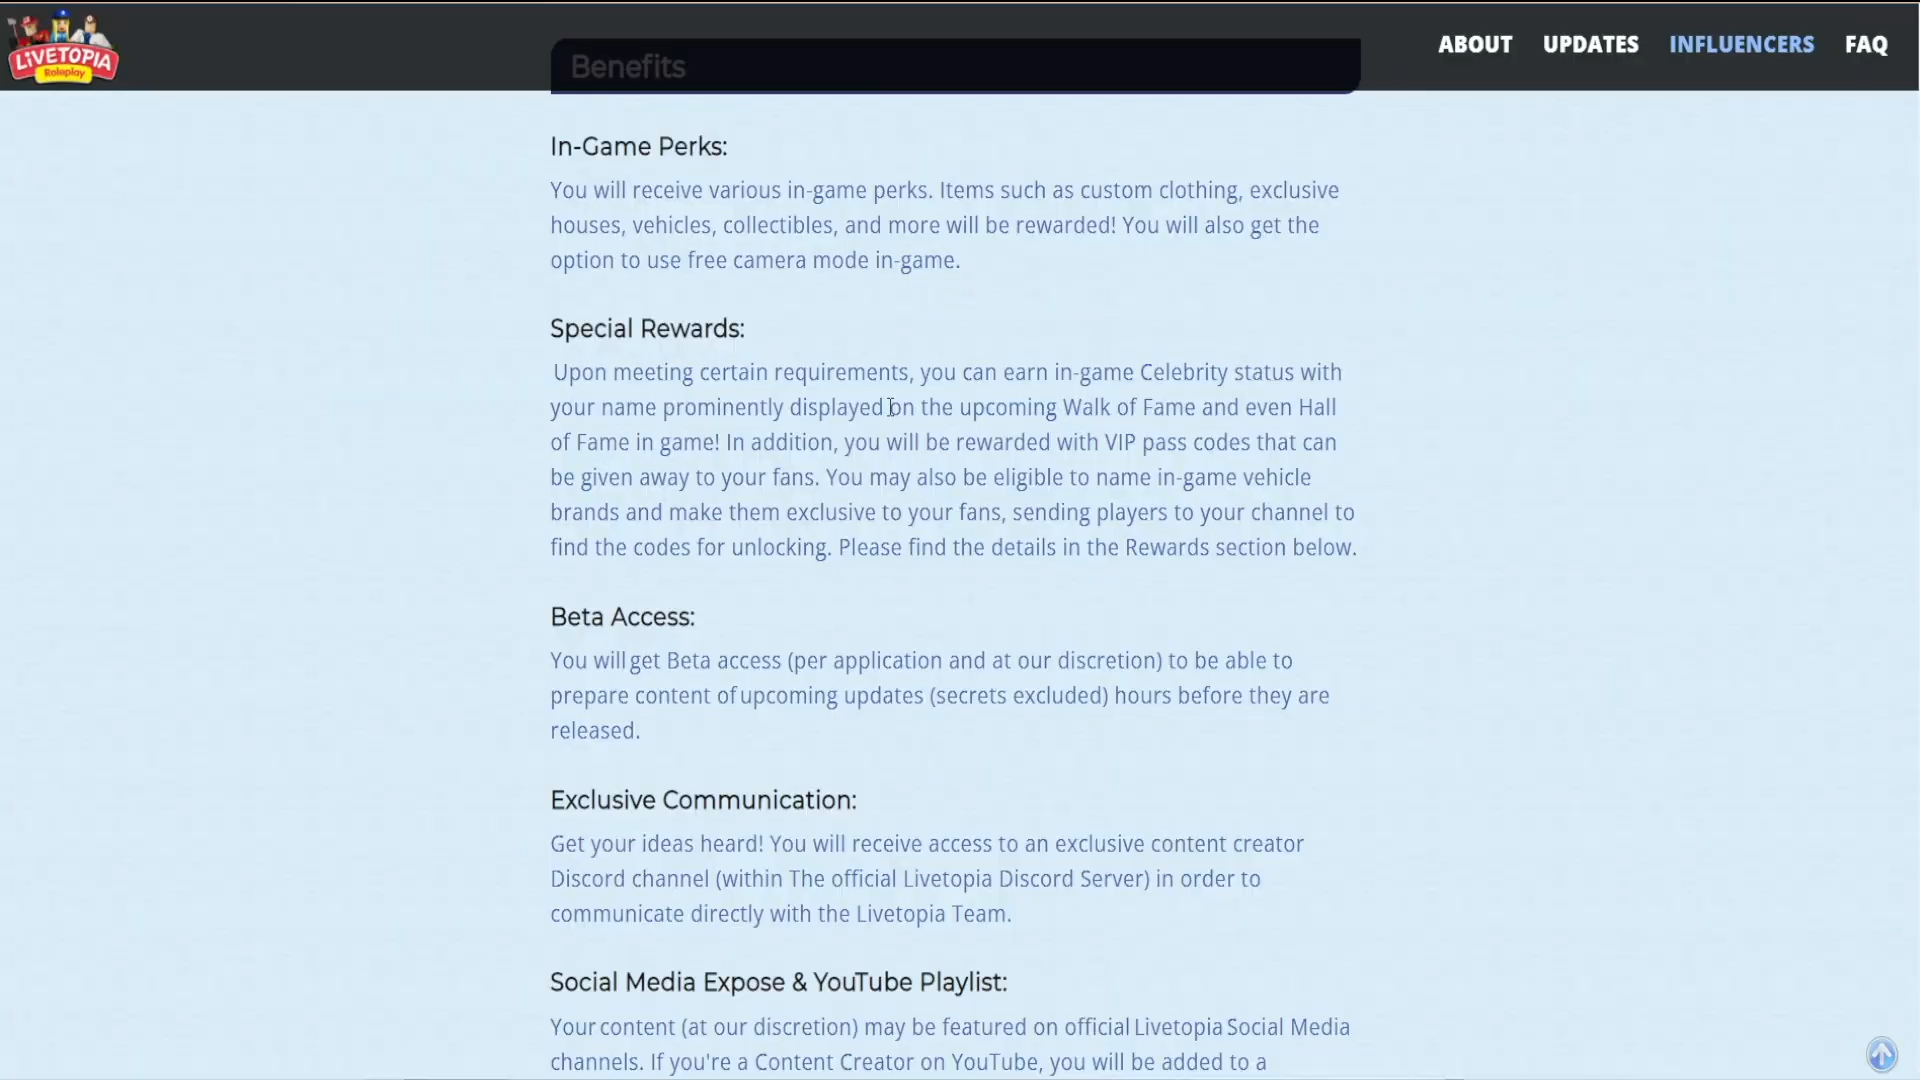 LiVETOPIA
Roleplay
Benefits
ABOUT UPDATES INFLUENCERS FAQ
In-Game Perks:
You will receive various in-game perks. Items such as custom clothing, exclusive
houses, vehicles, collectibles, and more will be rewarded! You will also get the
option to use free camera mode in-game.
Special Rewards:
Upon meeting certain requirements, you can earn in-game Celebrity status with
your name prominently displayed on the upcoming Walk of Fame and even Hall
of Fame in game! In addition, you will be rewarded with VIP pass codes that can
be given away to your fans. You may also be eligible to name in-game vehicle
brands and make them exclusive to your fans, sending players to your channel to
find the codes for unlocking. Please find the details in the Rewards section below.
Beta Access:
You will get Beta access (per application and at our discretion) to be able to
prepare content of upcoming updates (secrets excluded) hours before they are
released.
Exclusive Communication:
Get your ideas heard! You will receive access to an exclusive content creator
Discord channel (within The official Livetopia Discord Server) in order to
communicate directly with the Livetopia Team.
Social Media Expose & YouTube Playlist:
Your content (at our discretion) may be featured on official Livetopia Social Media
channels. If you're a Content Creator on YouTube, you will be added to a